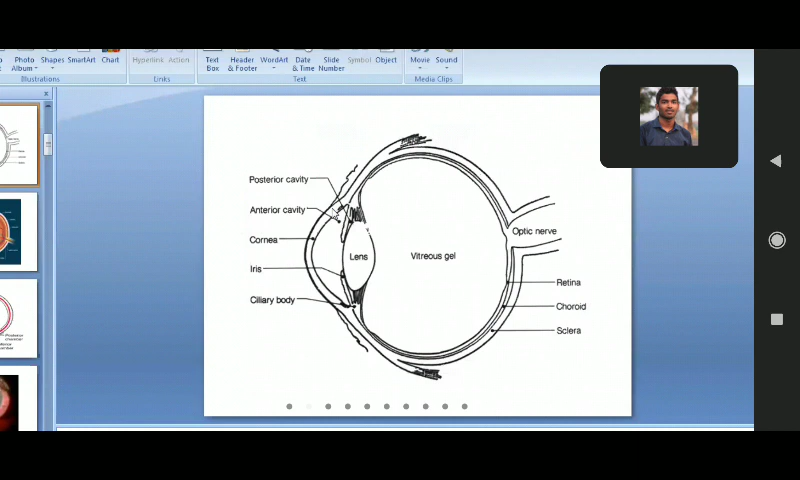 Photo Album
Shapes
SmartArt
Chart
Hyperlink
Action
Text Box
Header & Footer
WordArt
Date & Time
Slide Number
Symbol
Object
Movie
Sound
Illustrations
Links
Text
Media Clips
Posterior cavity
Anterior cavity
Cornea
Iris
Ciliary body
Lens
Vitreous gel
Optic nerve
Retina
Choroid
Sclera